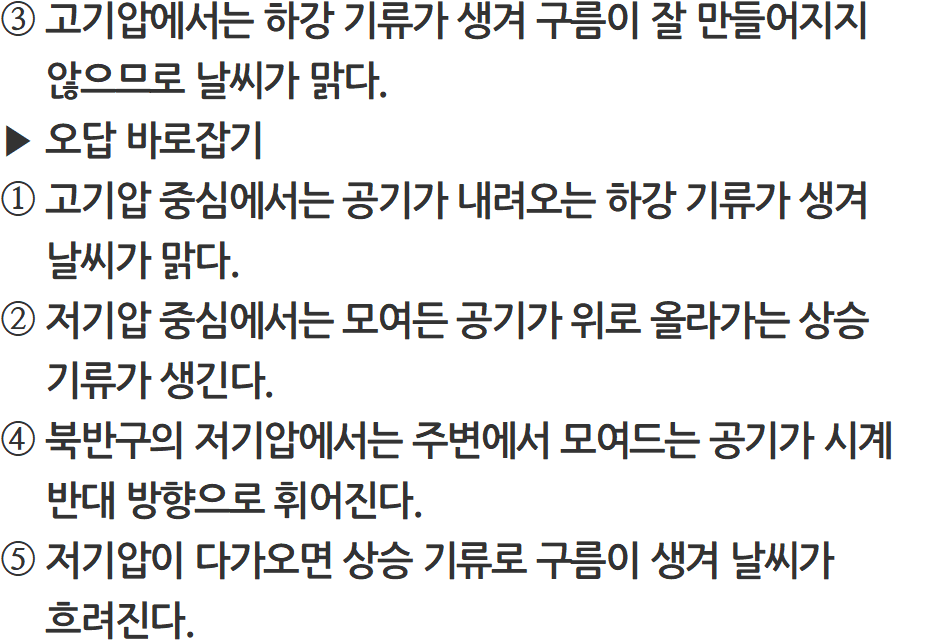 ③ 고기압에서는 하강 기류가 생겨 구름이 잘 만들어지지
않으므로 날씨가 맑다.
▶ 오답 바로잡기
① 고기압 중심에서는 공기가 내려오는 하강 기류가 생겨
날씨가 맑다.
② 저기압 중심에서는 모여든 공기가 위로 올라가는 상승
기류가 생긴다.
④ 북반구의 저기압에서는 주변에서 모여드는 공기가 시계
반대 방향으로 휘어진다.
⑤ 저기압이 다가오면 상승 기류로 구름이 생겨 날씨가
흐려진다.